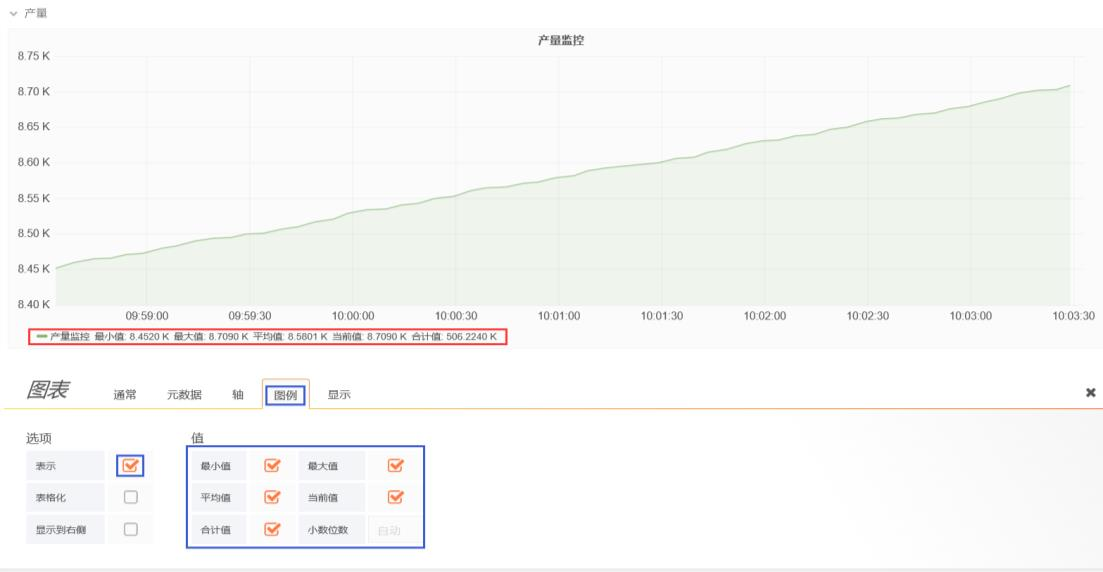 产量
产量监控
8.75 K
8.70 K
8.65 K
8.60 K
8.55 K
8.50 K
8.45 K
8.40 K
09:59:00 09:59:30 10:00:00 10:00:30 10:01:00 10:01:30 10:02:00 10:02:30 10:03:00 10:03:30
产量监控 最小值: 8.4520 K 最大值: 8.7090 K 平均值: 8.5801 K 当前值: 8.7090 K 合计值: 506.2240 K
图表 通常 元数据 轴 图例 显示
选项 值
表示 最小值 最大值
表格化 平均值 当前值
显示到右侧 合计值 小数位数 自动